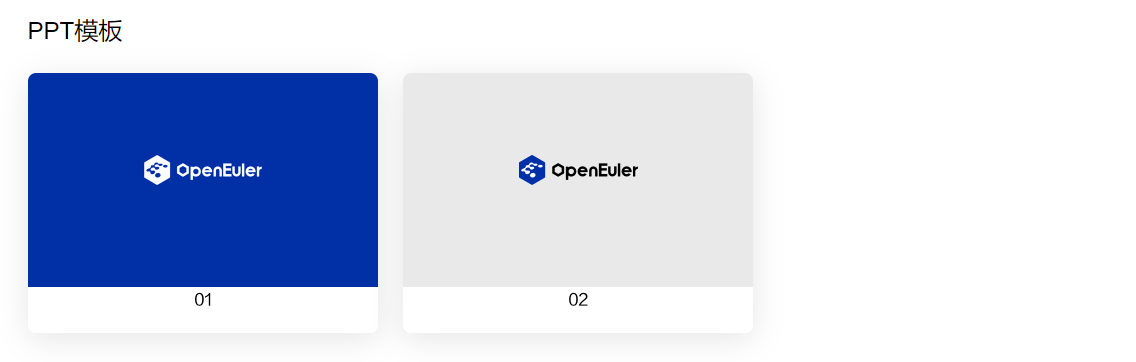 PPT模板
OpenEuler
OpenEuler
01
02